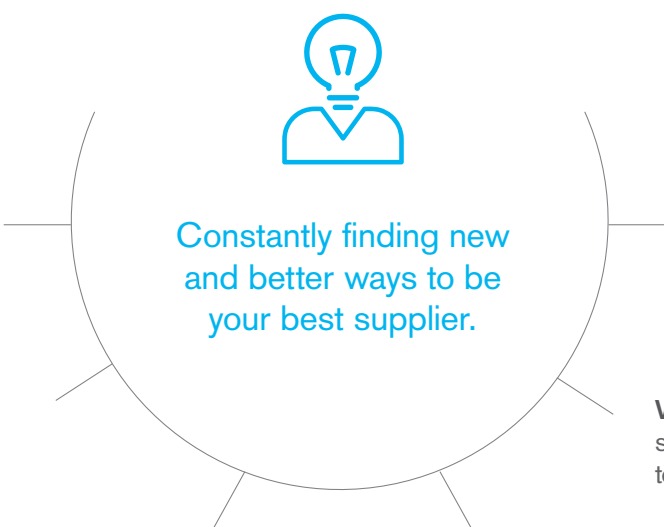 Constantly finding new
and better ways to be
your best supplier.